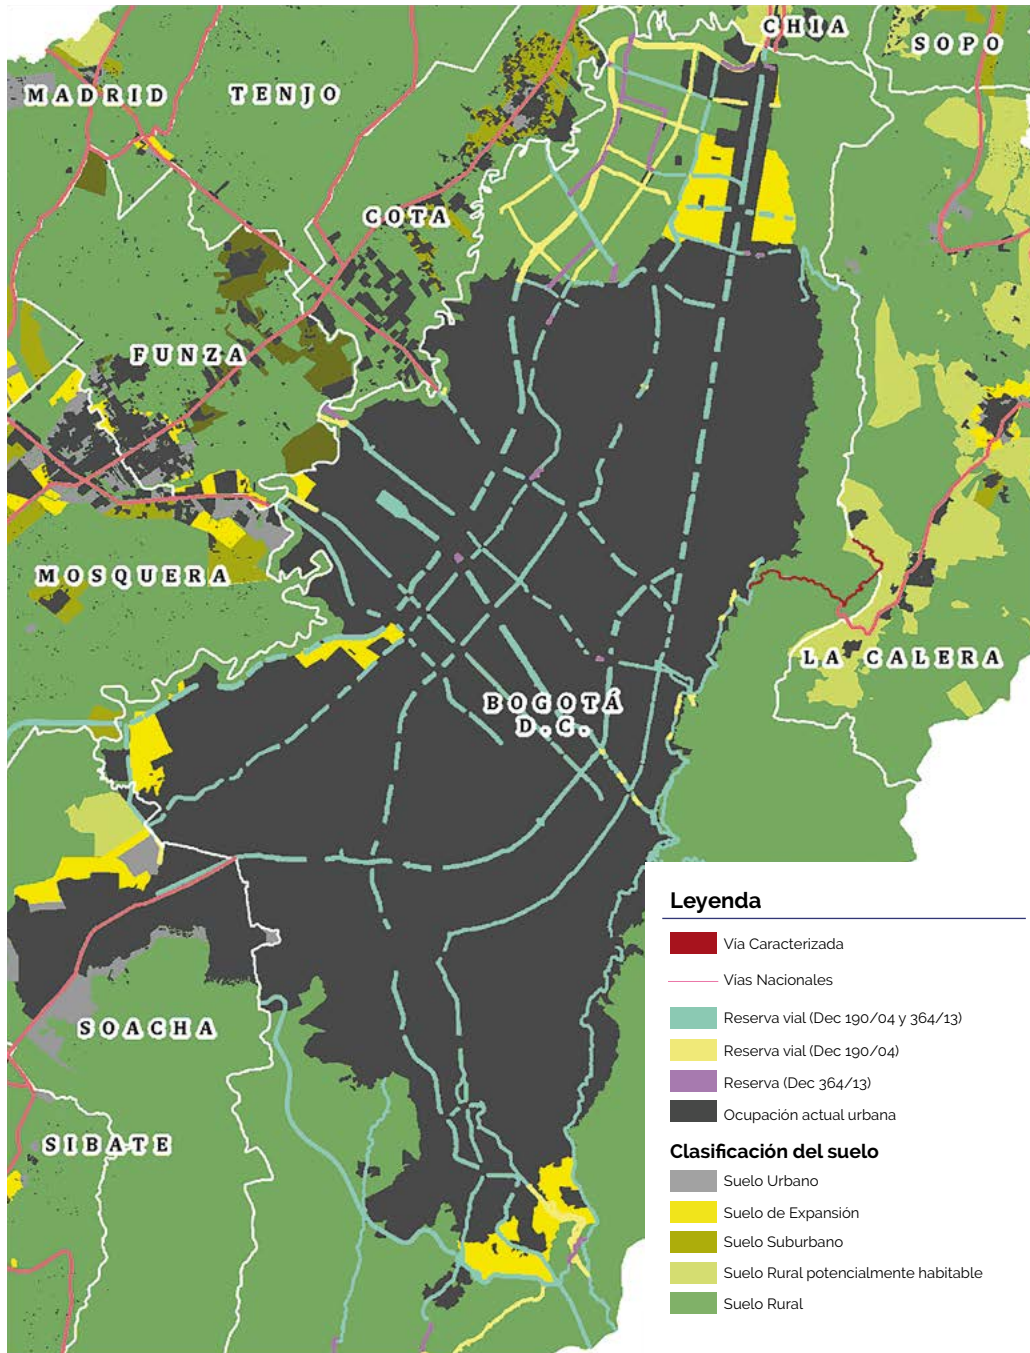 CHIA
SOPO
MADRID
TENJO
COTA
FUNZA
MOSQUERA
LA CALERA
BOGOTÁ
D.C.
SOACHA
SIBATE
Leyenda
Vía Caracterizada
Vías Nacionales
Reserva vial (Dec 190/04 y 364/13)
Reserva vial (Dec 190/04)
Reserva (Dec 364/13)
Ocupación actual urbana
Clasificación del suelo
Suelo Urbano
Suelo de Expansión
Suelo Suburbano
Suelo Rural potencialmente habitable
Suelo Rural